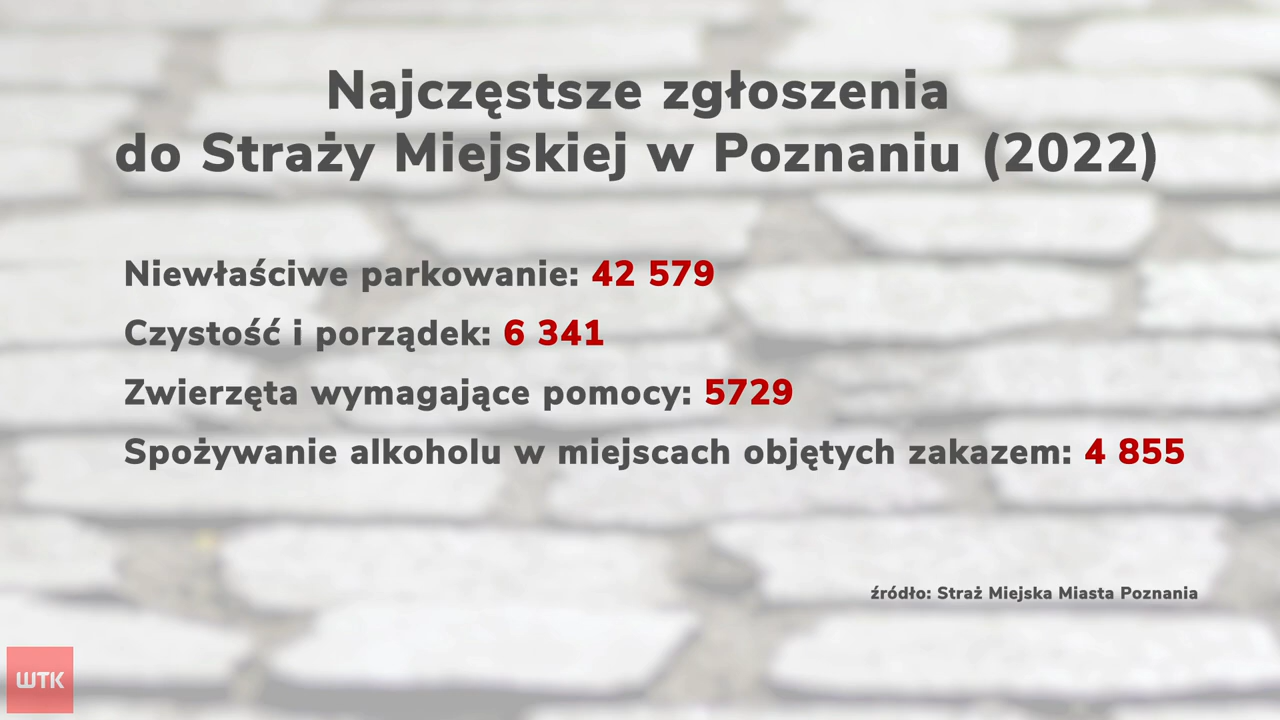 Najczęstsze zgłoszenia
do Straży Miejskiej w Poznaniu (2022)
Niewłaściwe parkowanie: 42 579
Czystość i porządek: 6 341
Zwierzęta wymagające pomocy: 5729
Spożywanie alkoholu w miejscach objętych zakazem: 4 855
źródło: Straż Miejska Miasta Poznania
WTK